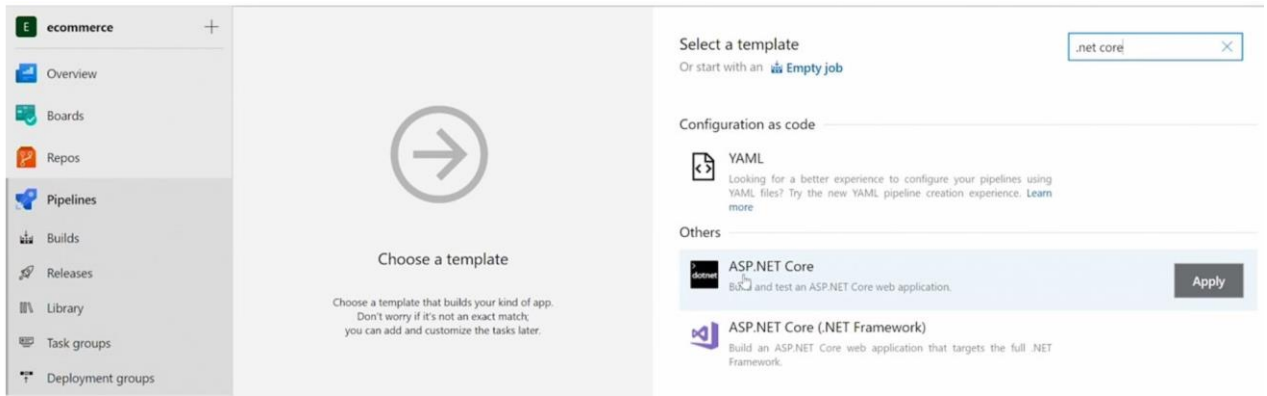 E ecommerce +
Overview
Boards
Repos
Pipelines
Builds
Releases
Library
Task groups
Deployment groups
Choose a template
Choose a template that builds your kind of app.
Don't worry if it's not an exact match;
you can add and customize the tasks later.
Select a template
.net core
Or start with an Empty job
Configuration as code
YAML
Looking for a better experience to configure your pipelines using
YAML files? Try the new YAML pipeline creation experience. Learn
more
Others
dotnet
ASP.NET Core
Build and test an ASP.NET Core web application.
Apply
ASP.NET Core (.NET Framework)
Build an ASP.NET Core web application that targets the full .NET
Framework.